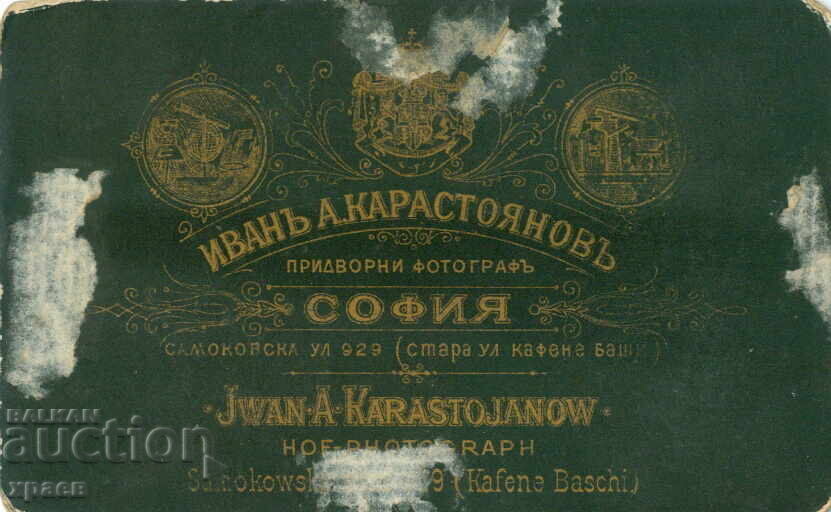 ИВАНЪ А. КАРАСТОЯНОВЪ
ПРИДВОРНИ ФОТОГРАФЪ
СОФИЯ
САМОКОВСКА УЛ 929 (стара ул кафене Баши)
JWAN·A·KARASTOJANOW
HOF-PHOTOGRAPH
9 (Kafene Baschi)
BALKAN
auction
храев